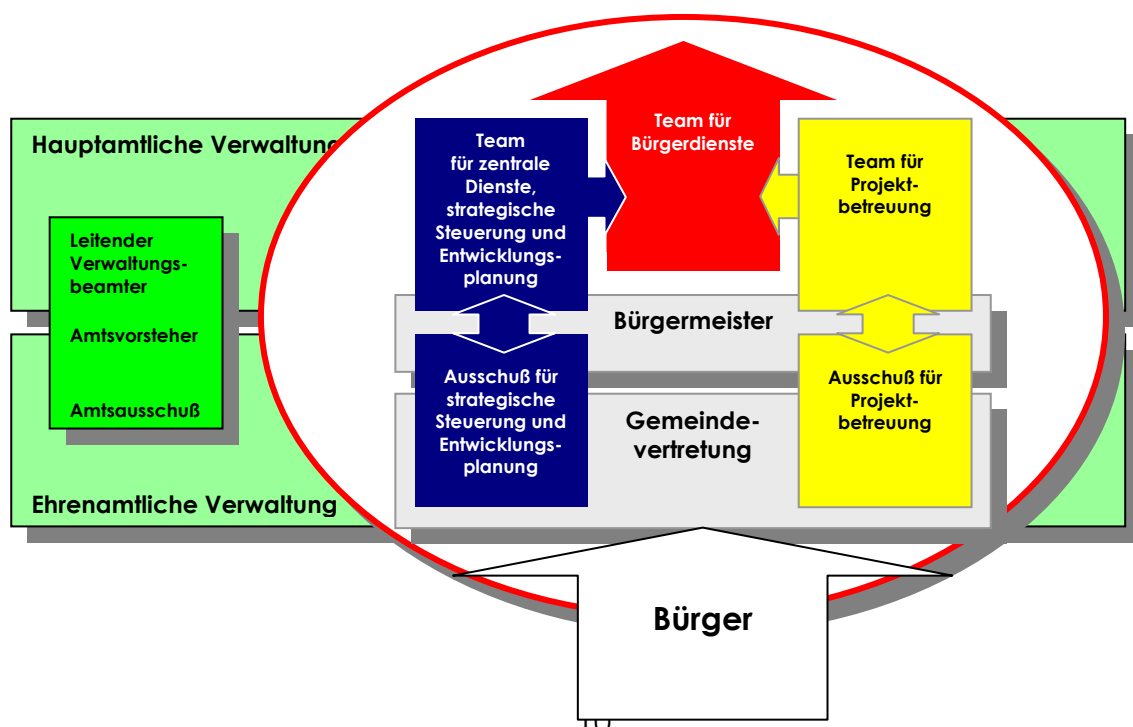 Hauptamtliche Verwaltung
Leitender
Verwaltungs-
beamter
Amtsvorsteher
Amtsausschuß
Ehrenamtliche Verwaltung
Team
für zentrale
Dienste,
strategische
Steuerung und
Entwicklungs-
planung
Team für
Bürgerdienste
Team für
Projekt-
betreuung
Bürgermeister
Ausschuß für
strategische
Steuerung und
Entwicklungs-
planung
Gemeinde-
vertretung
Ausschuß für
Projekt-
betreuung
Bürger